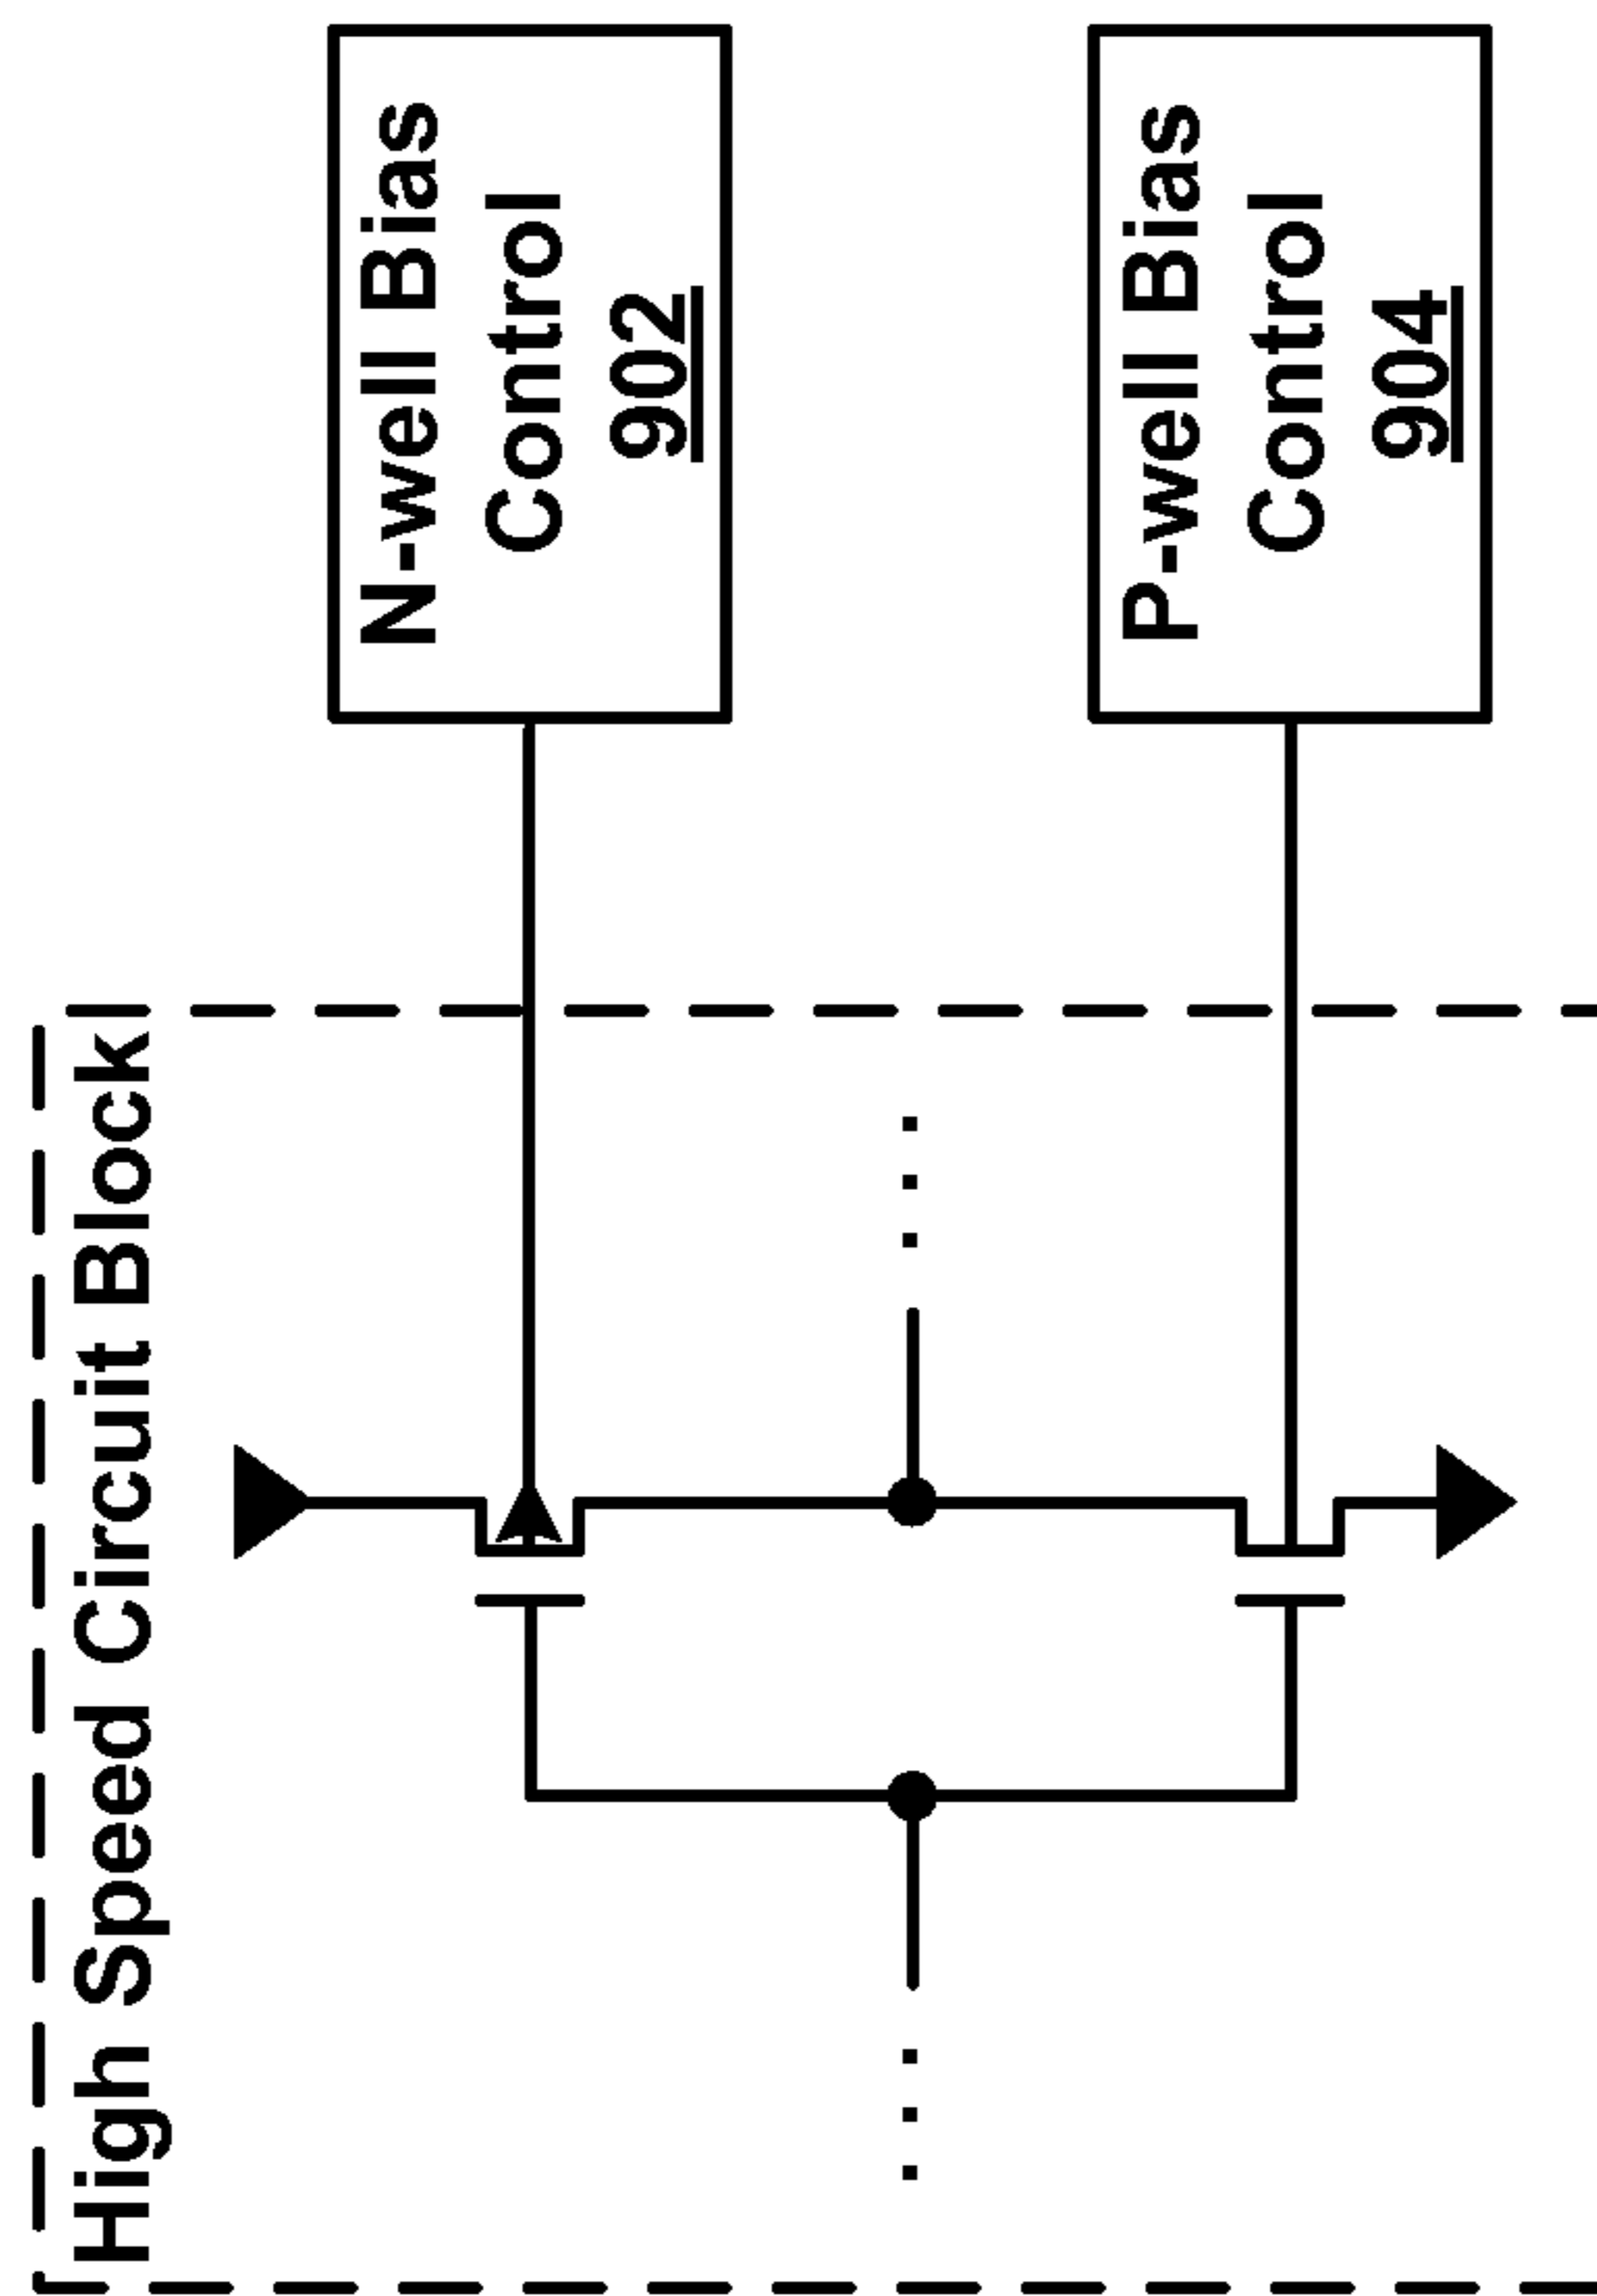 High Speed Circuit Block
N-well Bias
Control
902
P-well Bias
Control
904